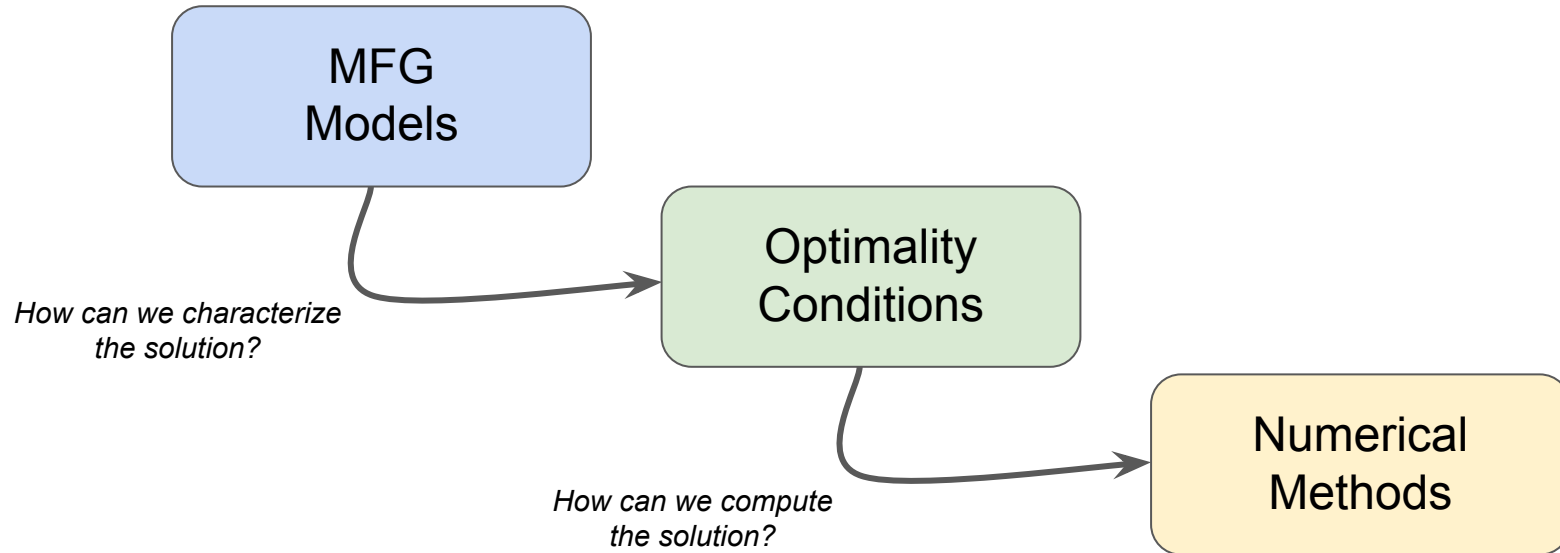 MFG
Models
Optimality
Conditions
How can we characterize
the solution?
Numerical
Methods
How can we compute
the solution?